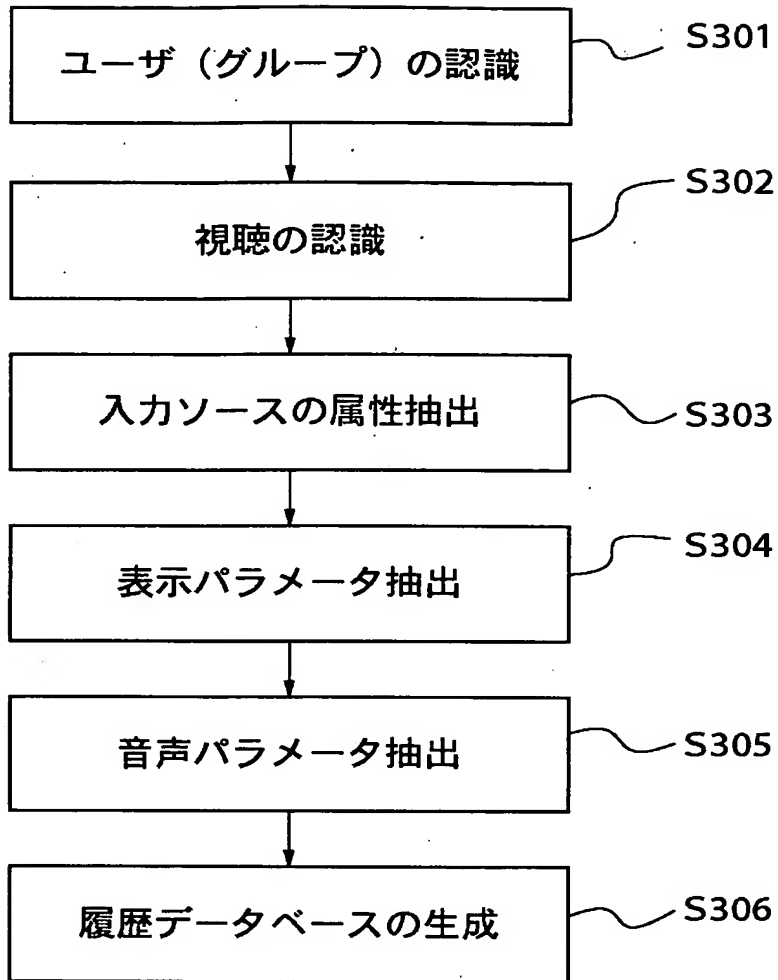 ユーザ（グループ）の認識
S301
視聴の認識
S302
入力ソースの属性抽出
S303
表示パラメータ抽出
S304
音声パラメータ抽出
S305
履歴データベースの生成
S306